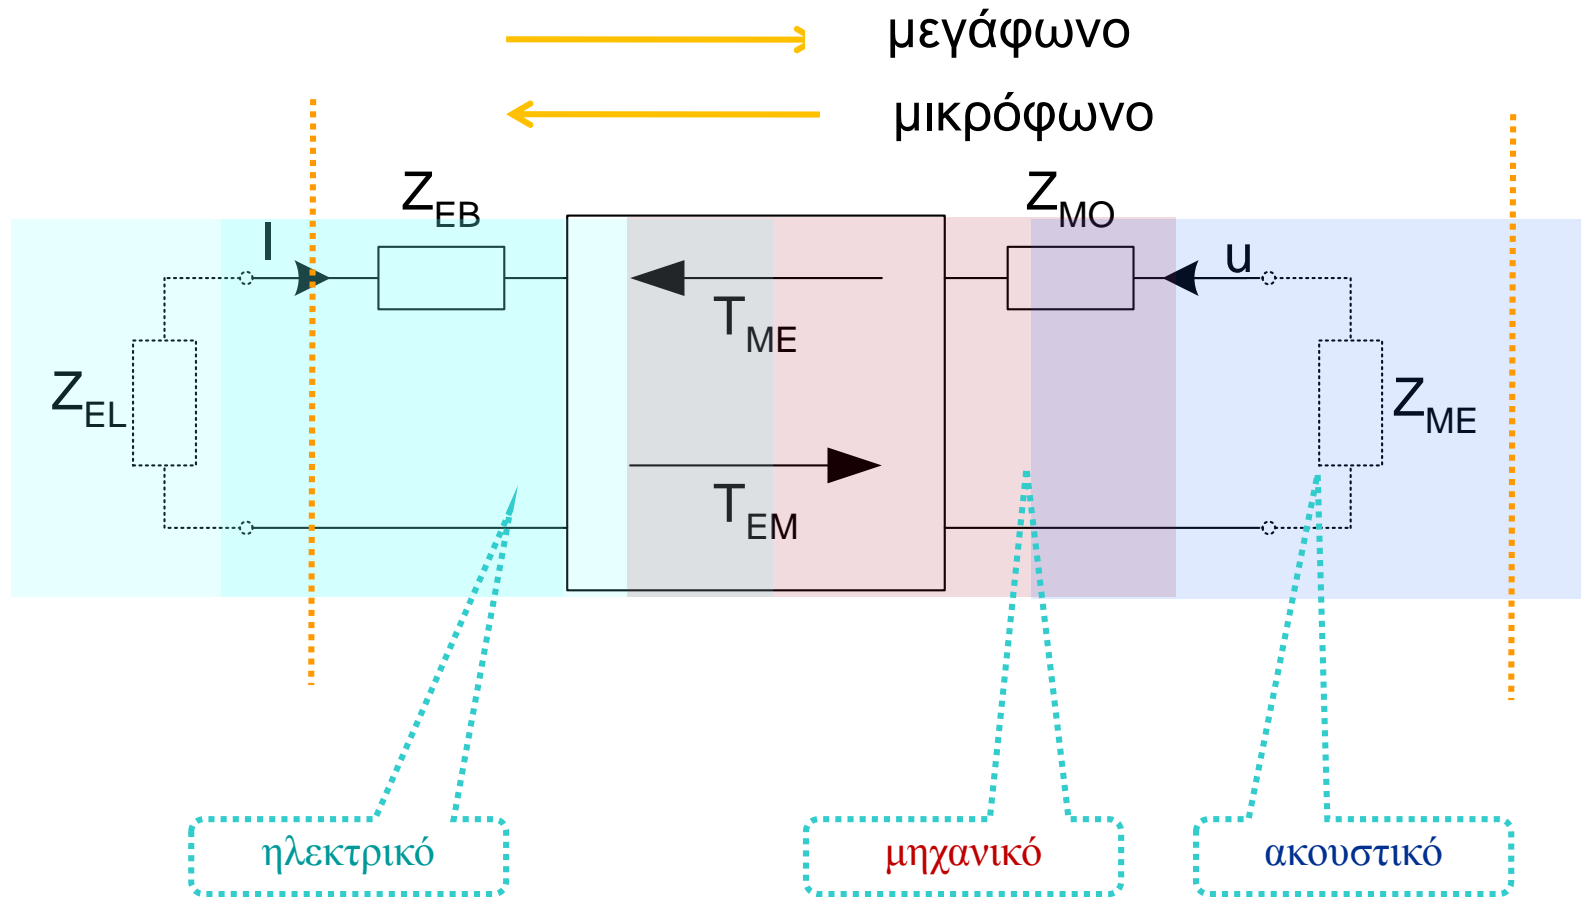 μεγάφωνο
μικρόφωνο
Z_EB
Z_MO
I
u
T_ME
Z_EL
Z_ME
T_EM
ηλεκτρικό
μηχανικό
ακουστικό